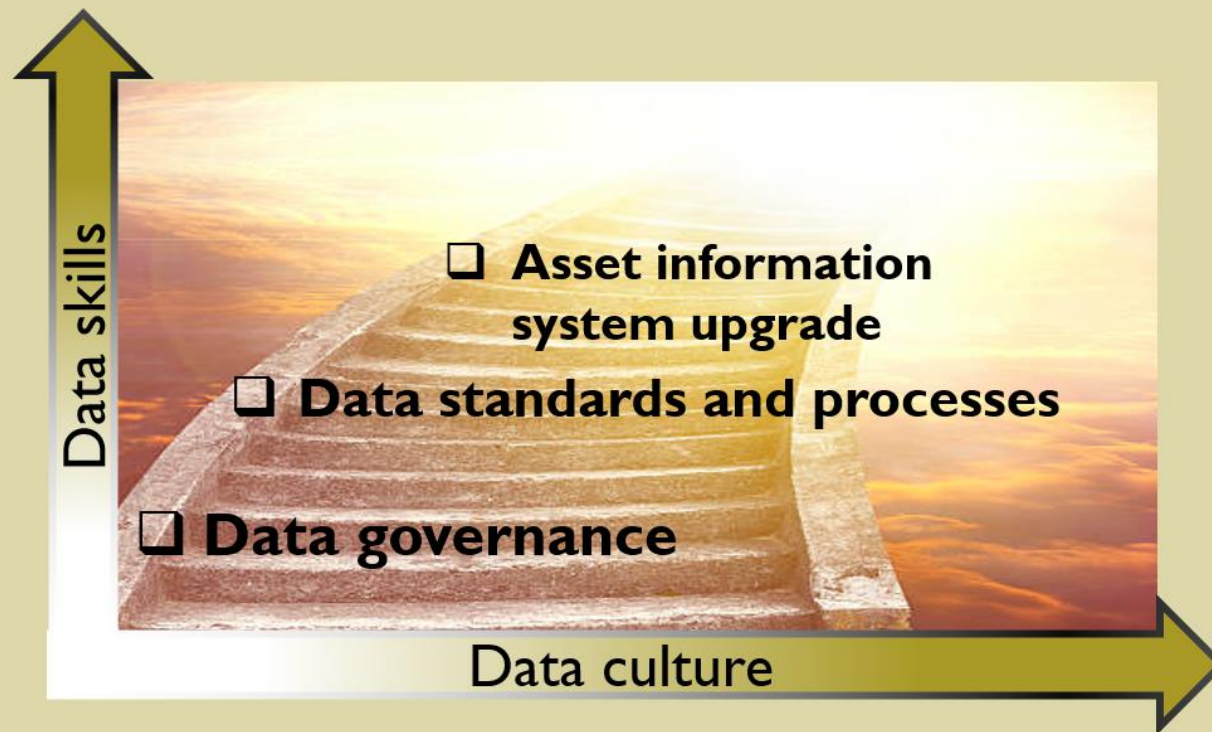 Data skills
❑ Asset information
system upgrade
❑ Data standards and processes
❑ Data governance
Data culture